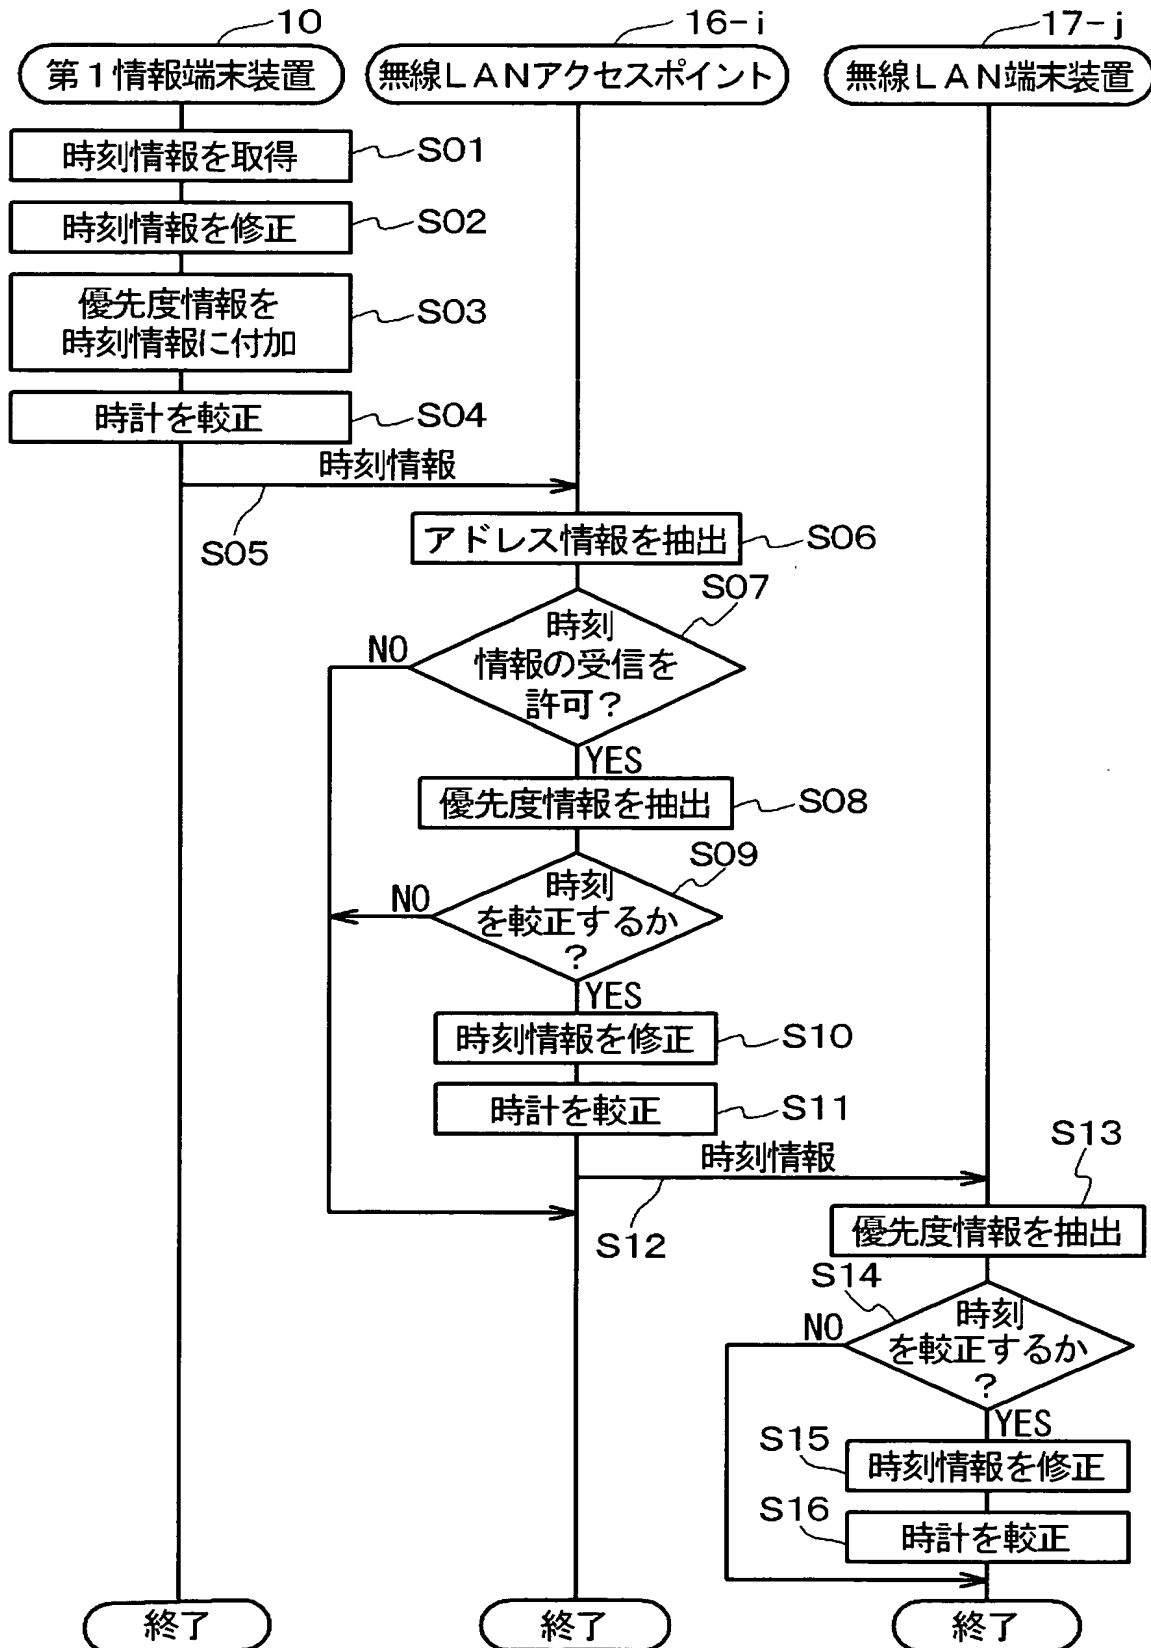 10
16-i
17-j
第1情報端末装置
無線LANアクセスポイント
無線LAN端末装置
時刻情報を取得
S01
時刻情報を修正
S02
優先度情報を
時刻情報に付加
S03
時計を較正
S04
時刻情報
S05
アドレス情報を抽出
S06
S07
時刻
情報の受信を
許可?
NO
YES
優先度情報を抽出
S08
S09
時刻
を較正するか
?
NO
YES
時刻情報を修正
S10
時計を較正
S11
時刻情報
S12
S13
優先度情報を抽出
S14
時刻
を較正するか
?
NO
YES
S15
時刻情報を修正
S16
時計を較正
終了
終了
終了